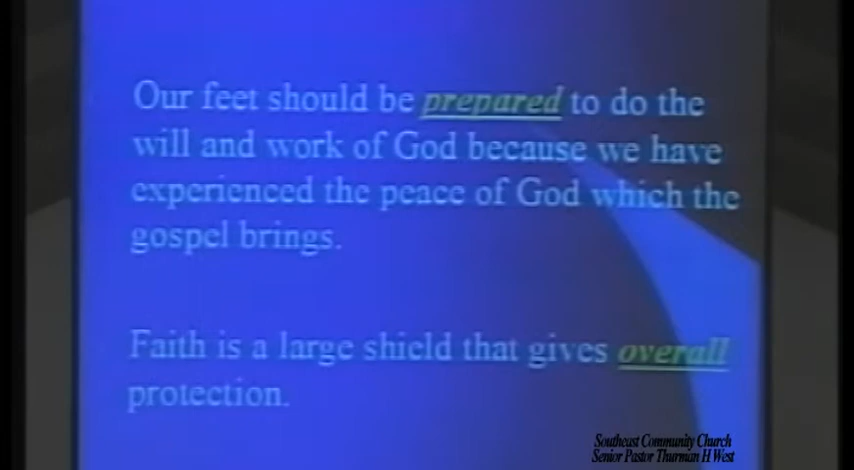 Our feet should be prepared to do the
will and work of God because we have
experienced the peace of God which the
gospel brings.
Faith is a large shield that gives overall
protection.
Southeast Community Church
Senior Pastor Thurman H West